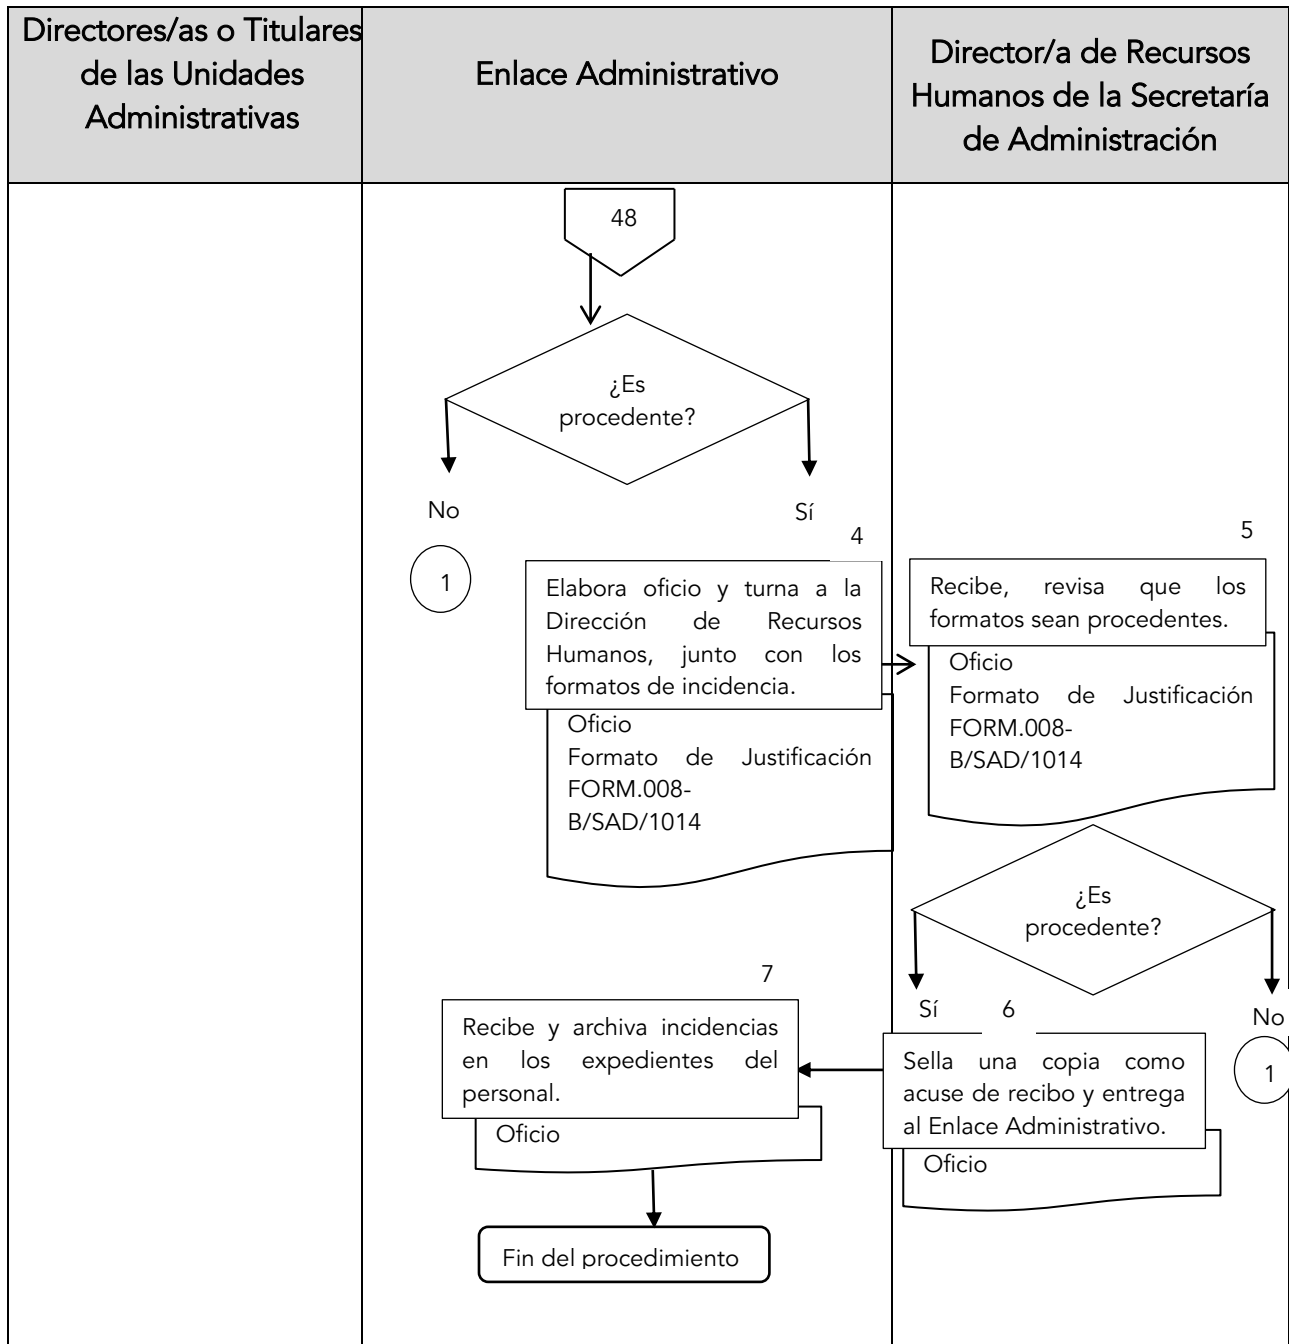 Directores/as o Titulares
de las Unidades
Administrativas
Enlace Administrativo
Director/a de Recursos
Humanos de la Secretaría
de Administración
48
¿Es
procedente?
No
Sí
1
4
Elabora oficio y turna a la
Dirección de Recursos
Humanos, junto con los
formatos de incidencia.
Oficio
Formato de Justificación
FORM.008-
B/SAD/1014
5
Recibe, revisa que los
formatos sean procedentes.
Oficio
Formato de Justificación
FORM.008-
B/SAD/1014
¿Es
procedente?
Sí
No
1
6
Sella una copia como
acuse de recibo y entrega
al Enlace Administrativo.
Oficio
7
Recibe y archiva incidencias
en los expedientes del
personal.
Oficio
Fin del procedimiento